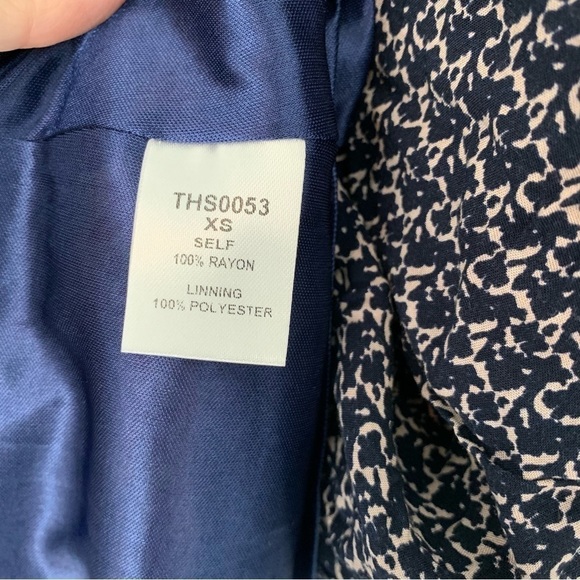 THS0053
XS
SELF
100% RAYON
LINNING
100% POLYESTER